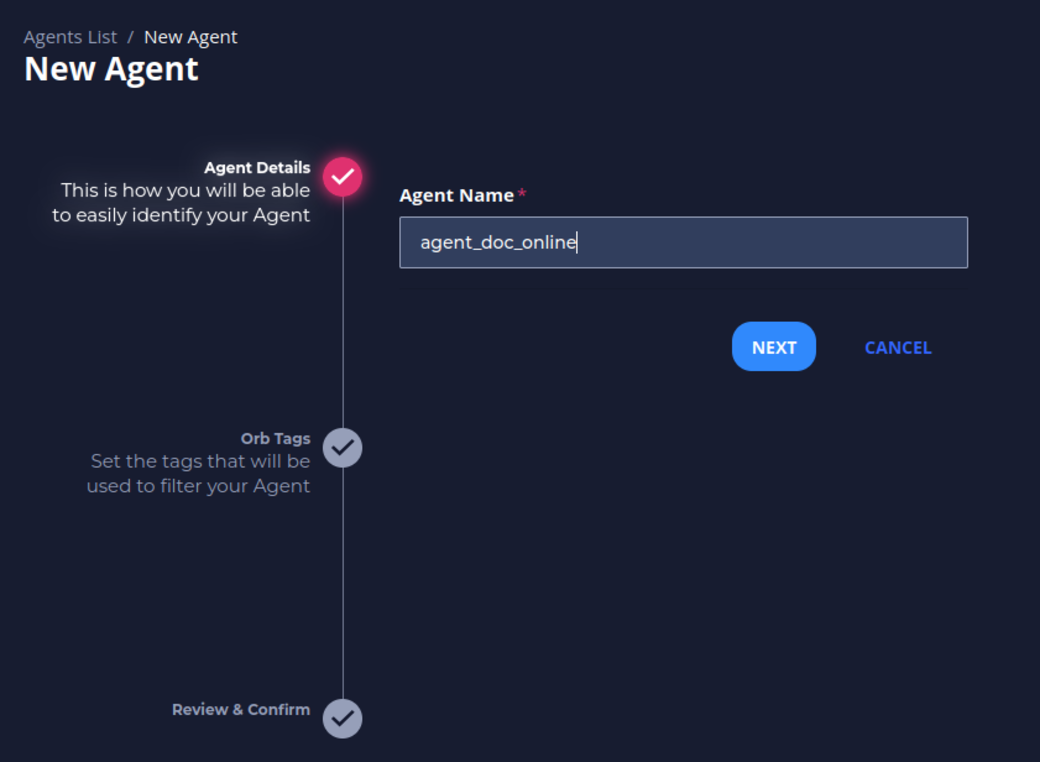 Agents List / New Agent
New Agent
Agent Details
This is how you will be able
to easily identify your Agent
Agent Name *
agent_doc_online
NEXT
CANCEL
Orb Tags
Set the tags that will be
used to filter your Agent
Review & Confirm